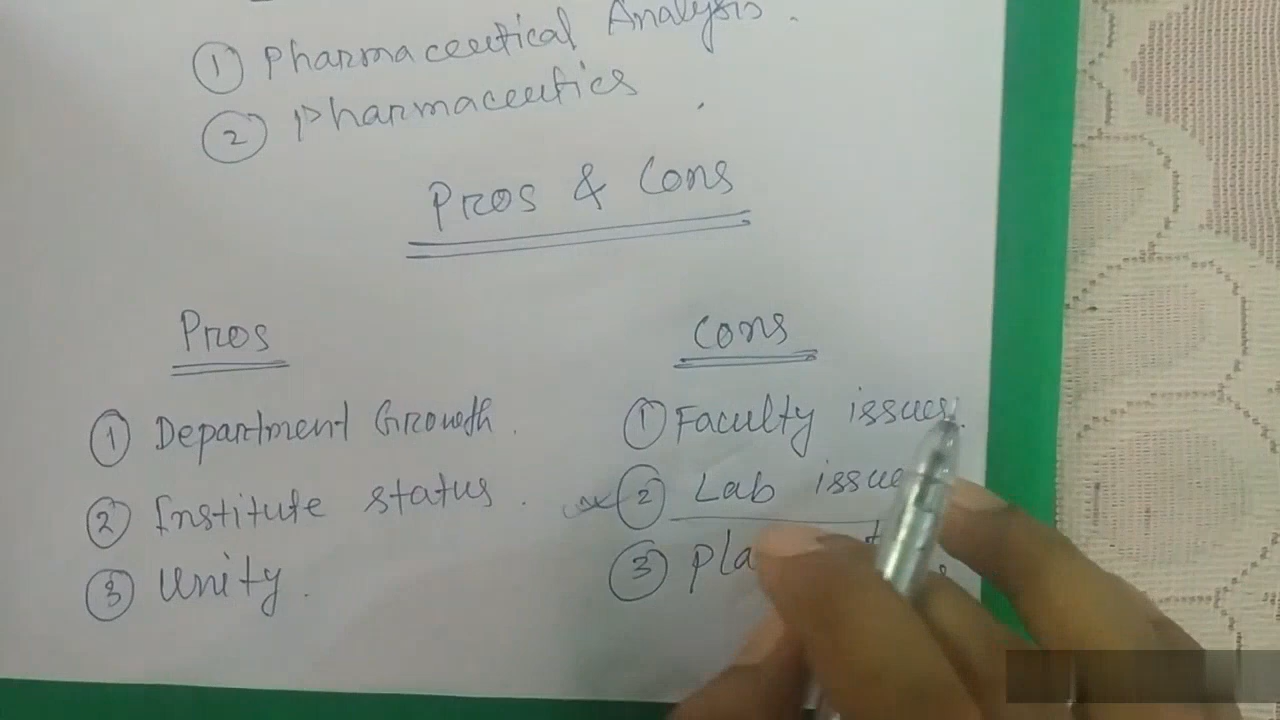 ① Pharmaceutical Analysis.
② Pharmaceutics
Pros & Cons
Pros
① Department Growth.
② Institute status.
③ Unity.
Cons
① Faculty issues.
② Lab issue
③